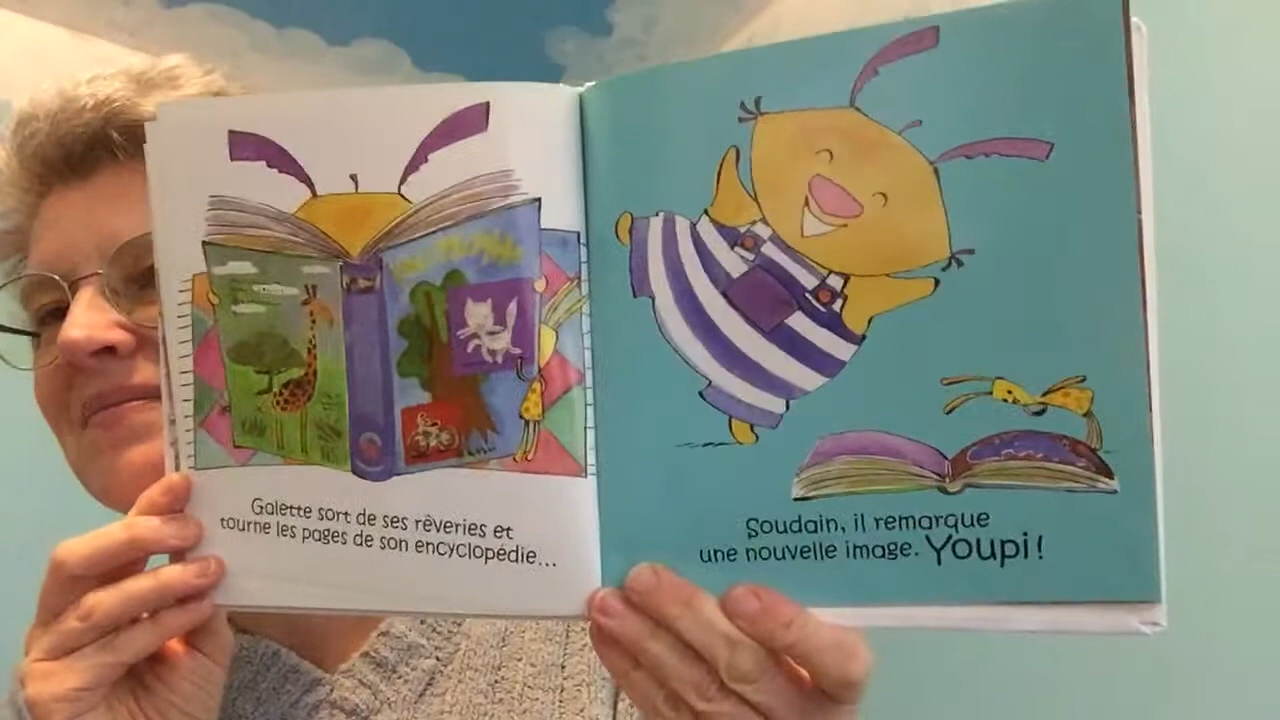 Galette sort de ses rêveries et
tourne les pages de son encyclopédie...
Soudain, il remarque
une nouvelle image. Youpi!